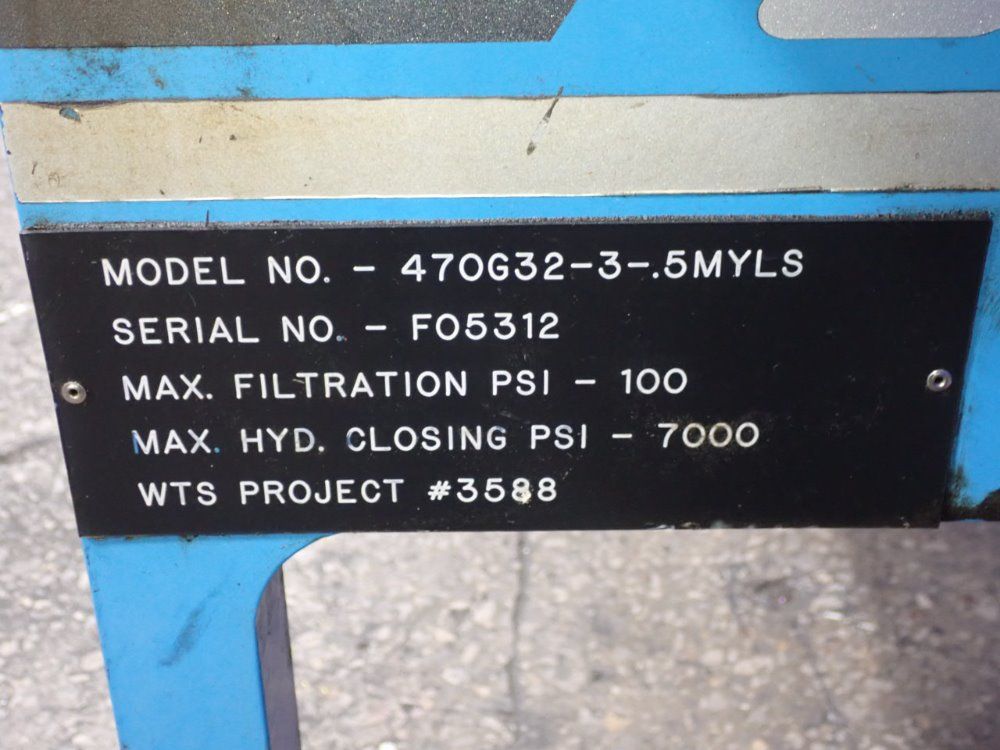 MODEL NO. - 470G32-3-.5MYLS
SERIAL NO. - F05312
MAX. FILTRATION PSI - 100
MAX. HYD. CLOSING PSI - 7000
WTS PROJECT #3588